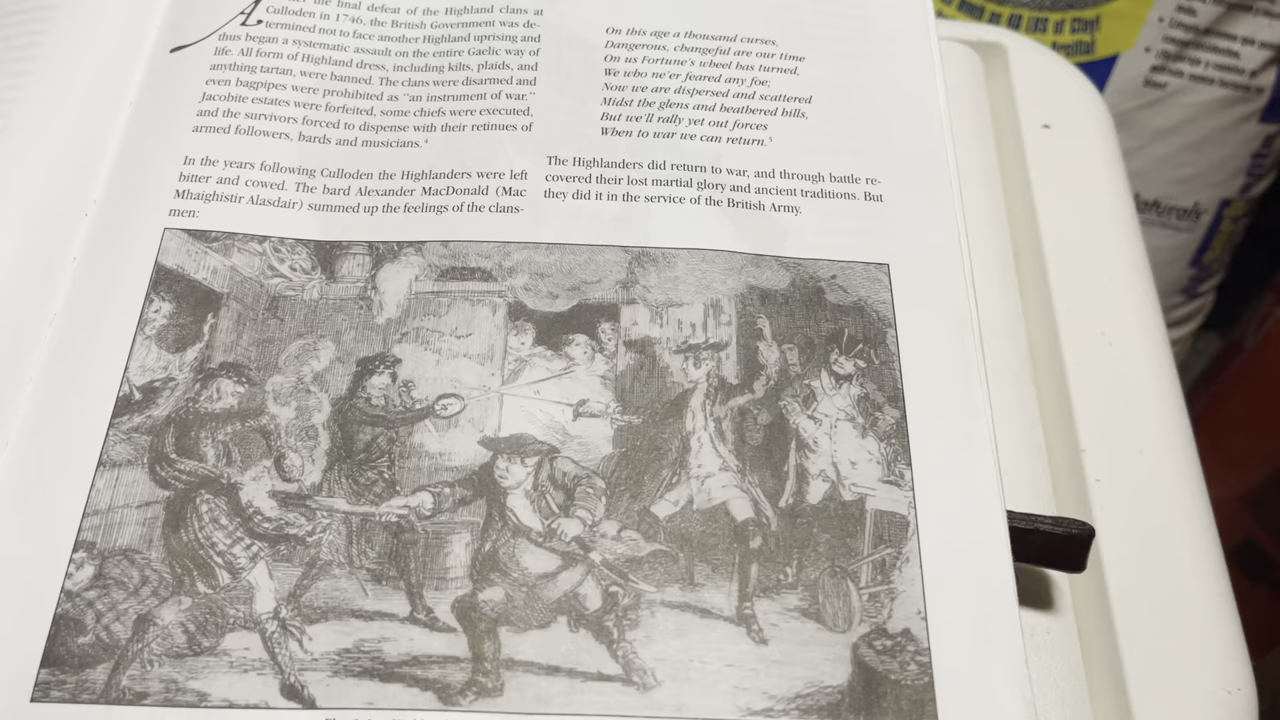 A
the final defeat of the Highland clans at
Culloden in 1746, the British Government was de-
termined not to face another Highland uprising and
thus began a systematic assault on the entire Gaelic way of
life. All form of Highland dress, including kilts, plaids, and
anything tartan, were banned. The clans were disarmed and
even bagpipes were prohibited as “an instrument of war.”
Jacobite estates were forfeited, some chiefs were executed,
and the survivors forced to dispense with their retinues of
armed followers, bards and musicians.4
In the years following Culloden the Highlanders were left
bitter and cowed. The bard Alexander MacDonald (Mac
Mhaighistir Alasdair) summed up the feelings of the clans-
men:
On this age a thousand curses,
Dangerous, changeful are our time
On us Fortune's wheel has turned,
We who ne'er feared any foe;
Now we are dispersed and scattered
Midst the glens and heathered hills,
But we'll rally yet out forces
When to war we can return.5
The Highlanders did return to war, and through battle re-
covered their lost martial glory and ancient traditions. But
they did it in the service of the British Army.